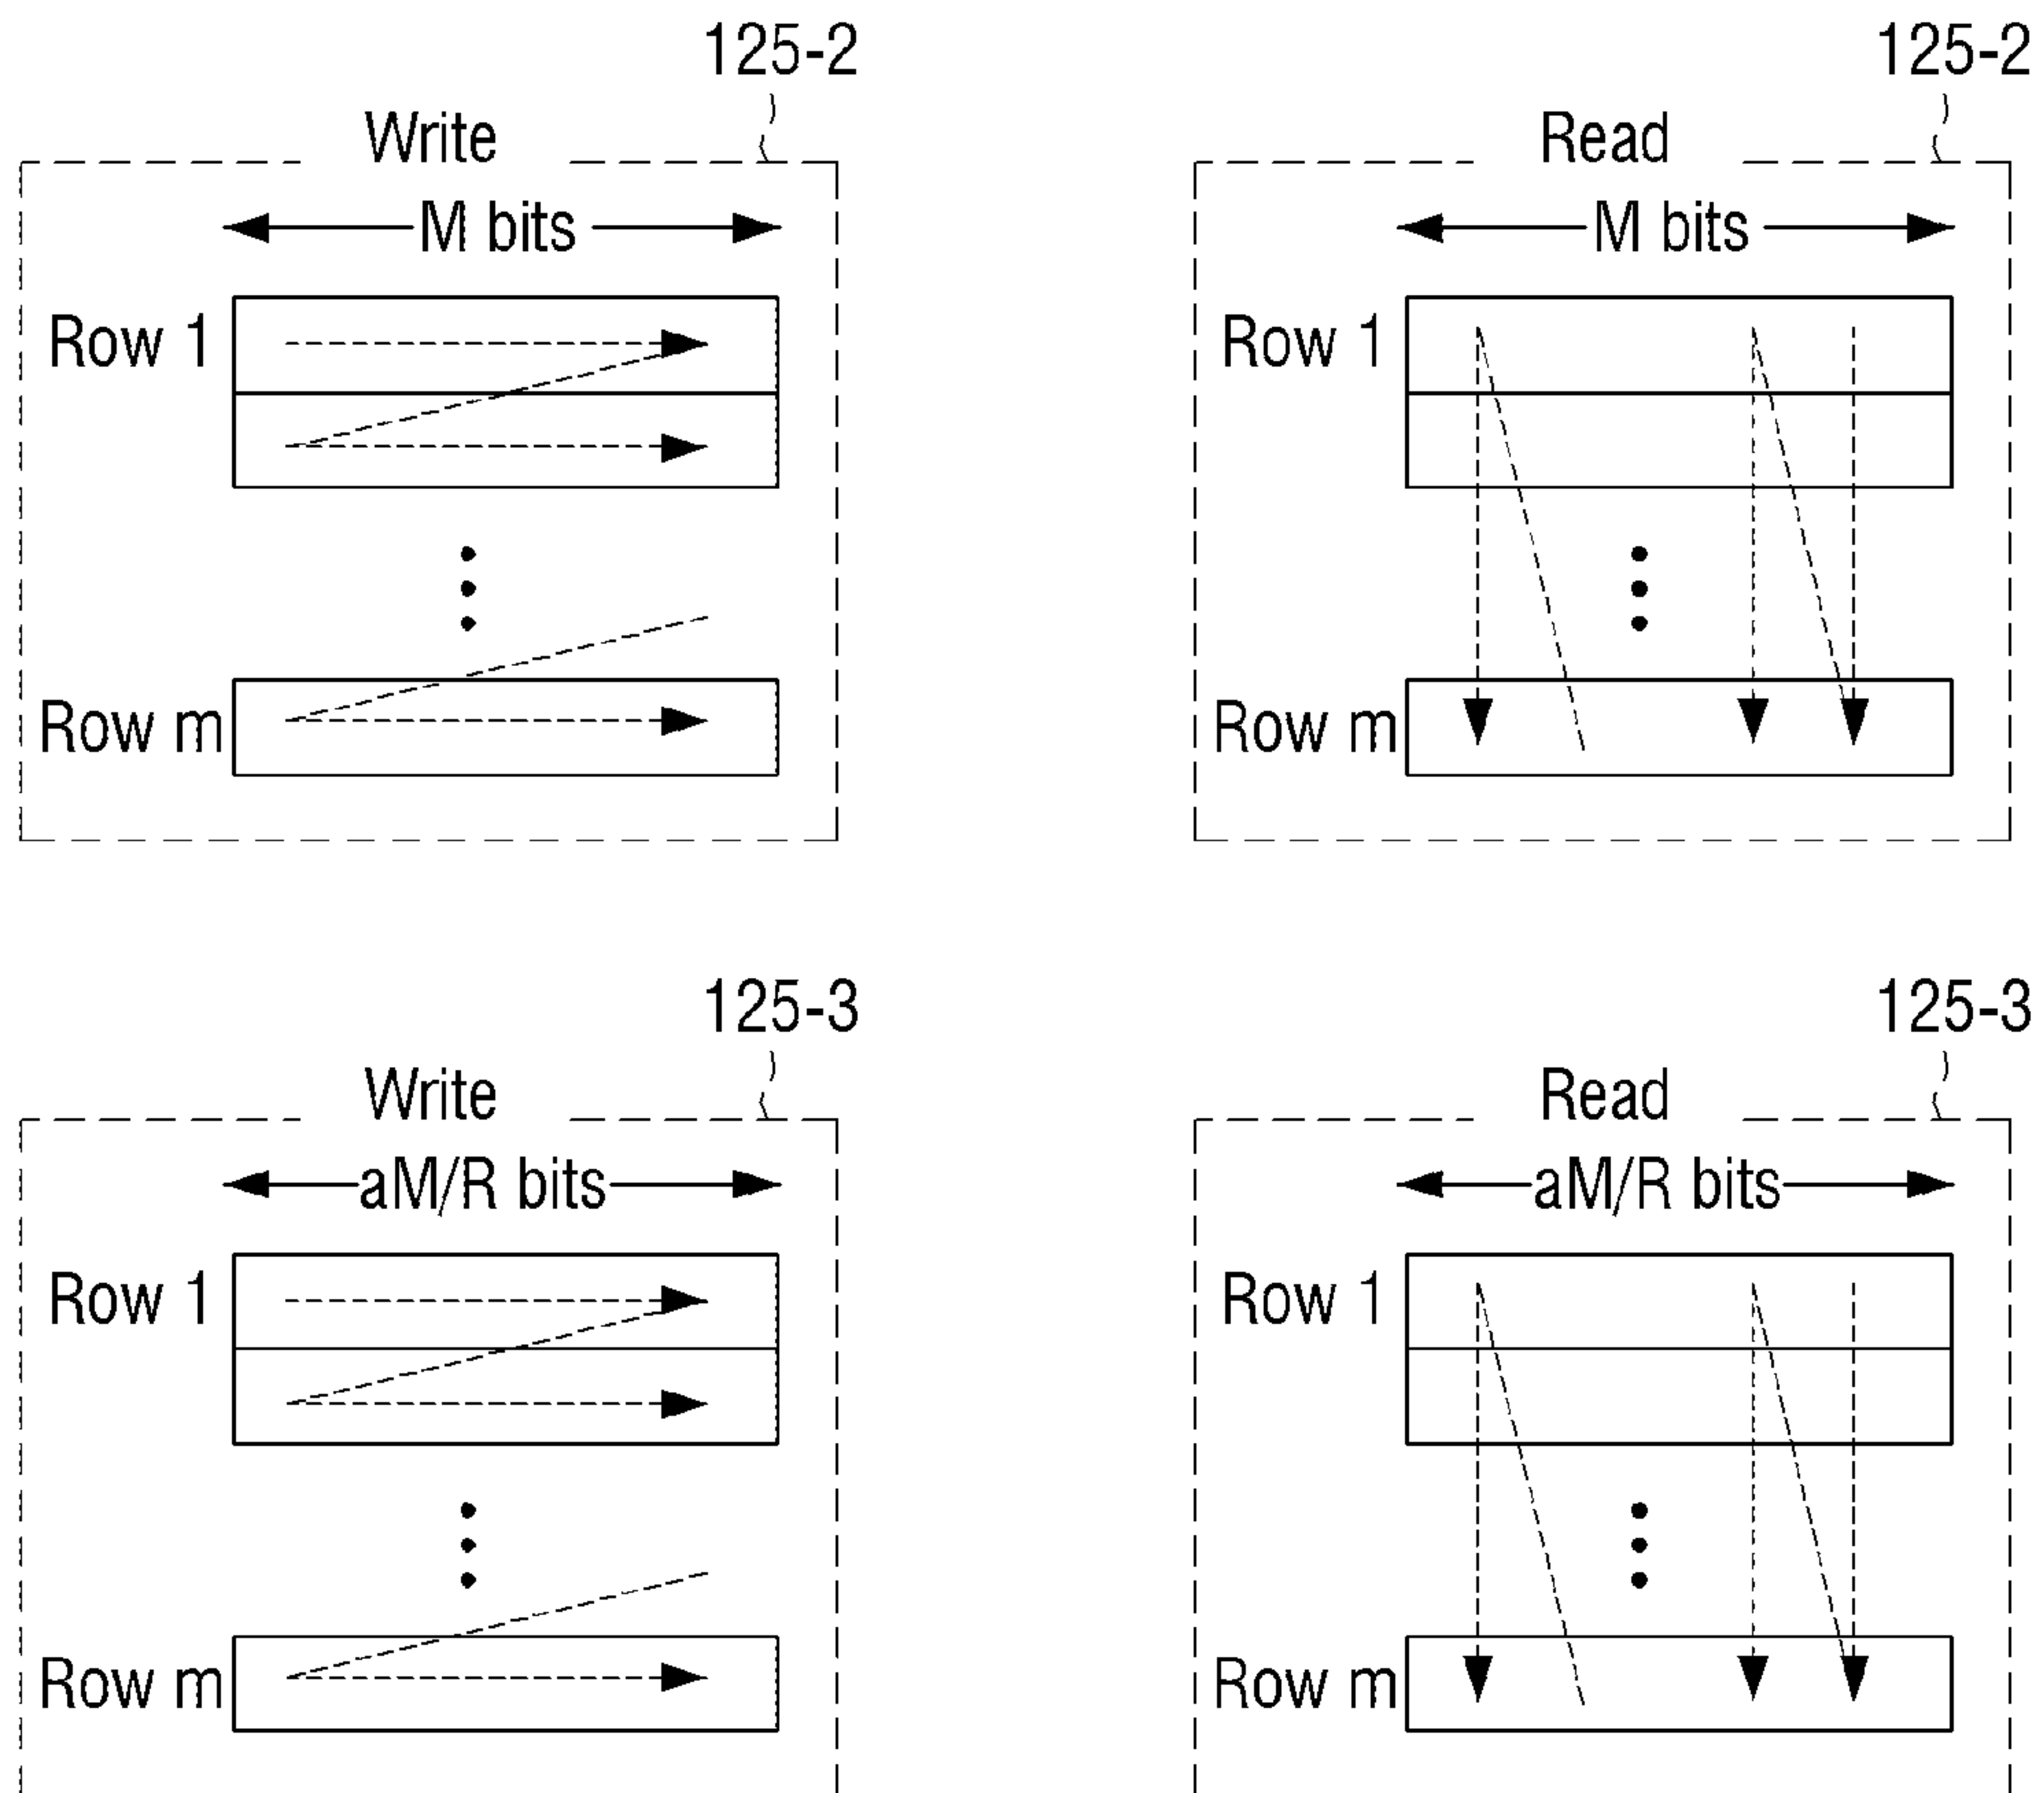 125-2
Write
M bits
Row 1
Row m
125-2
Read
M bits
Row 1
Row m
125-3
Write
aM/R bits
Row 1
Row m
125-3
Read
aM/R bits
Row 1
Row m